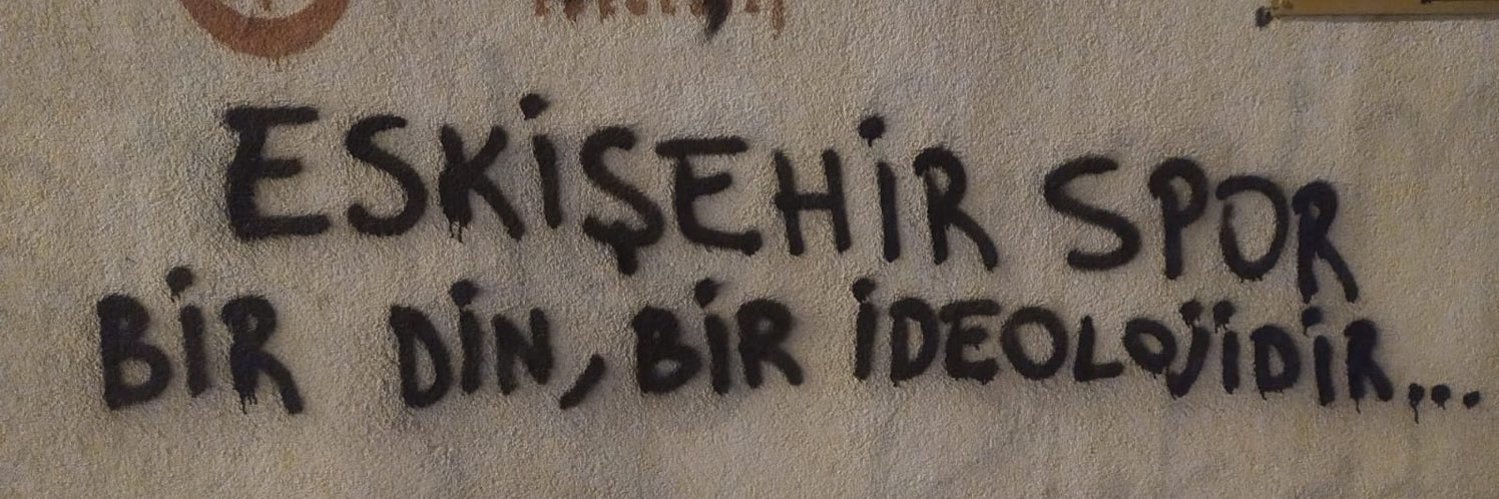 ESKİŞEHİR SPOR
BİR DİN, BİR İDEOLOJİDİR...